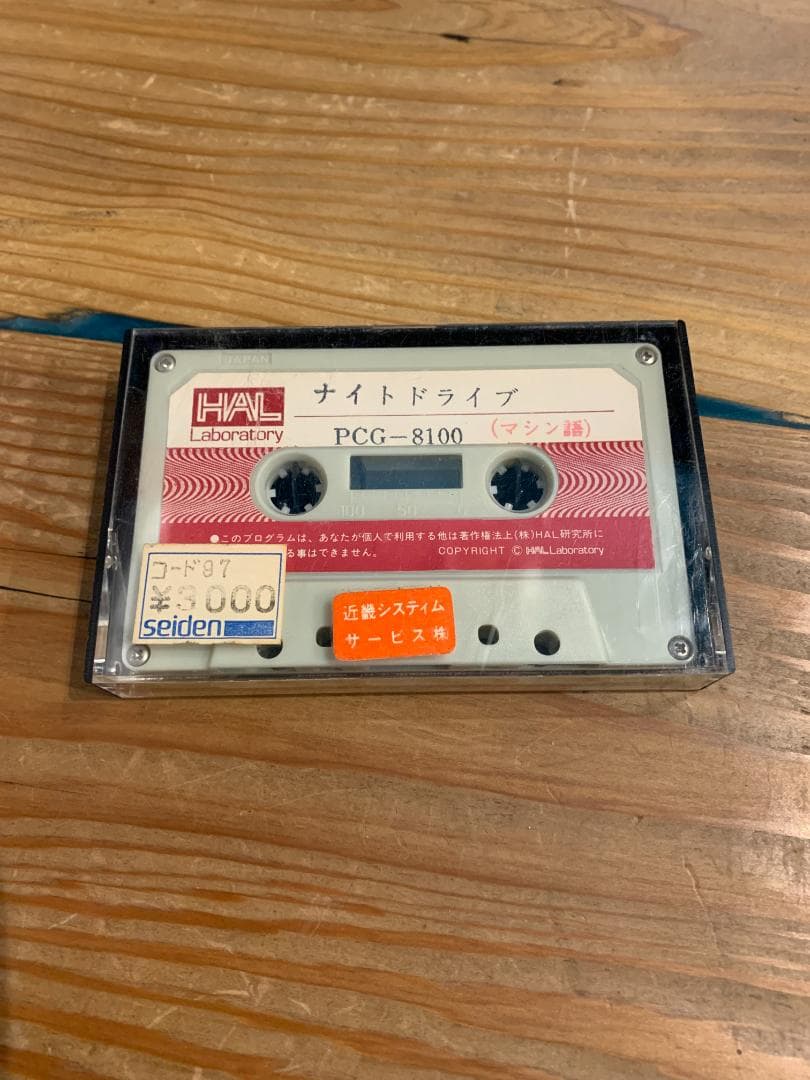 JAPAN
HAL
Laboratory
ナイトドライブ
PCG-8100
(マシン語)
100 50
●このプログラムは、あなたが個人で利用する他は著作権法上(株)HAL研究所に
る事はできません。 COPYRIGHT © HAL Laboratory
コード97
¥3000
seiden
近畿システィム
サービス株